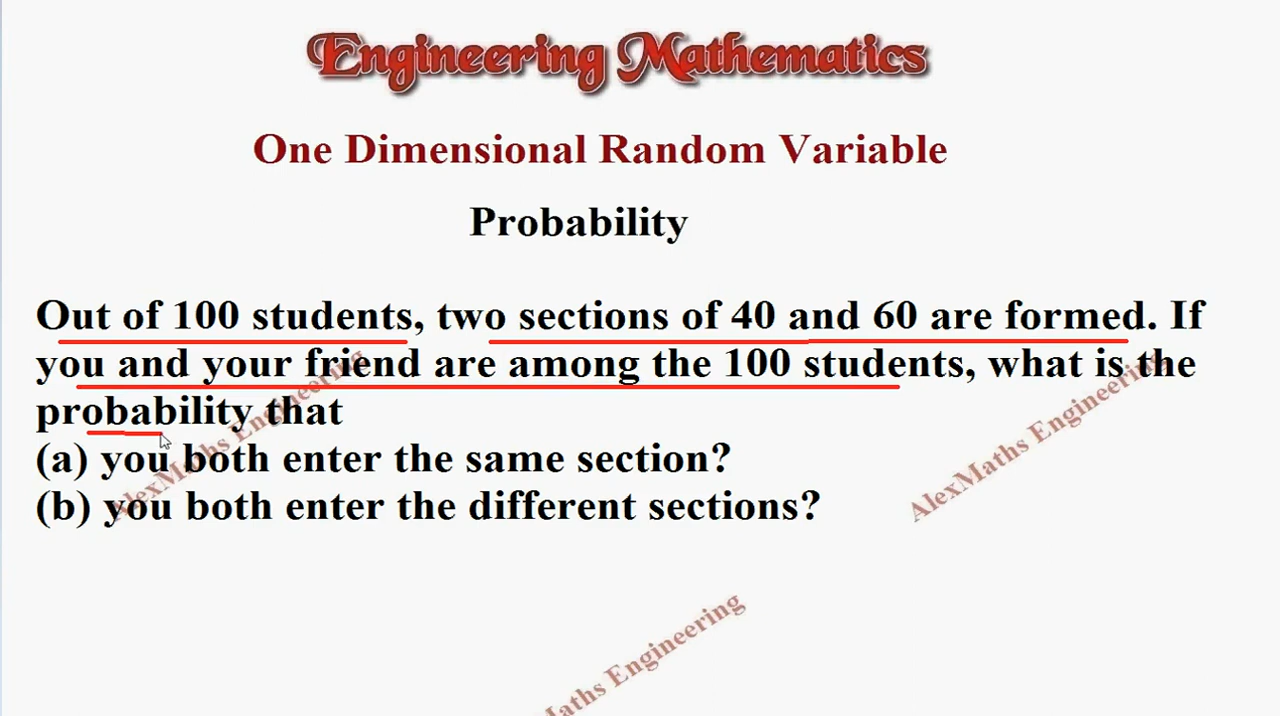 Engineering Mathematics
One Dimensional Random Variable
Probability
Out of 100 students, two sections of 40 and 60 are formed. If
you and your friend are among the 100 students, what is the
probability that
(a) you both enter the same section?
(b) you both enter the different sections?
AlexMaths Engineering
AlexMaths Engineering
Maths Engineering